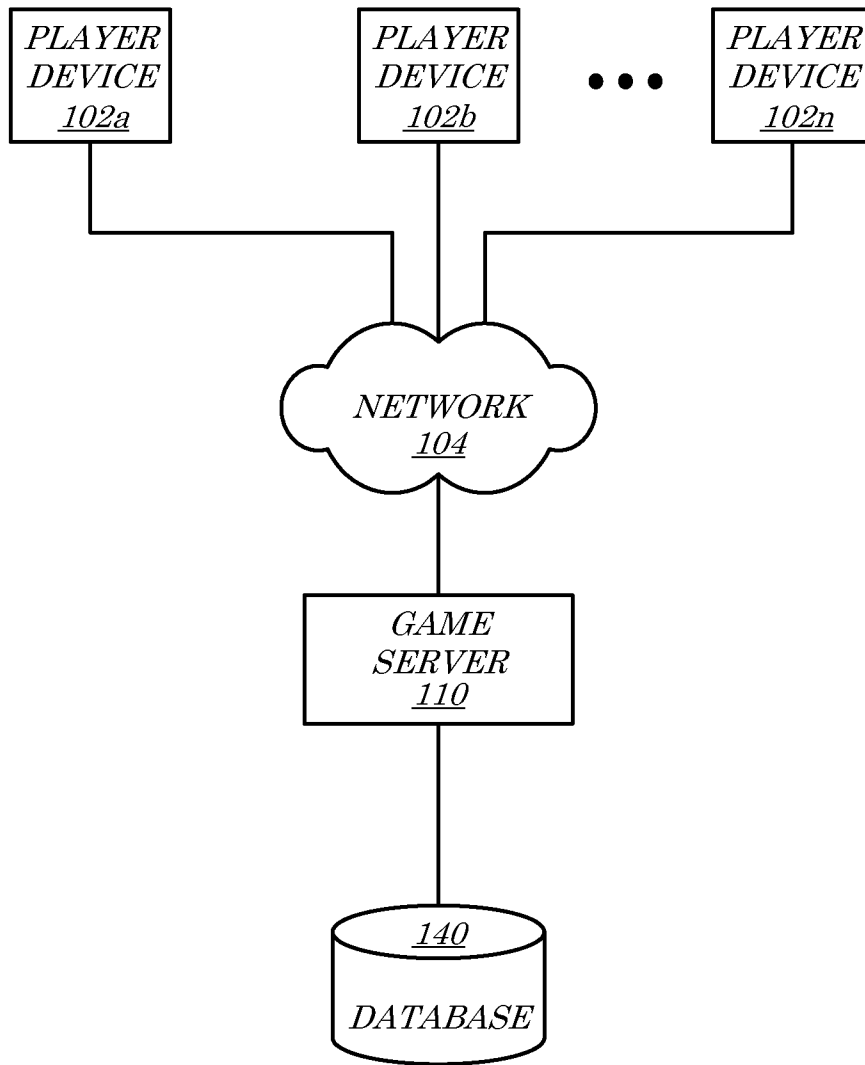 PLAYER
DEVICE
102a
PLAYER
DEVICE
102b
PLAYER
DEVICE
102n
NETWORK
104
GAME
SERVER
110
140
DATABASE